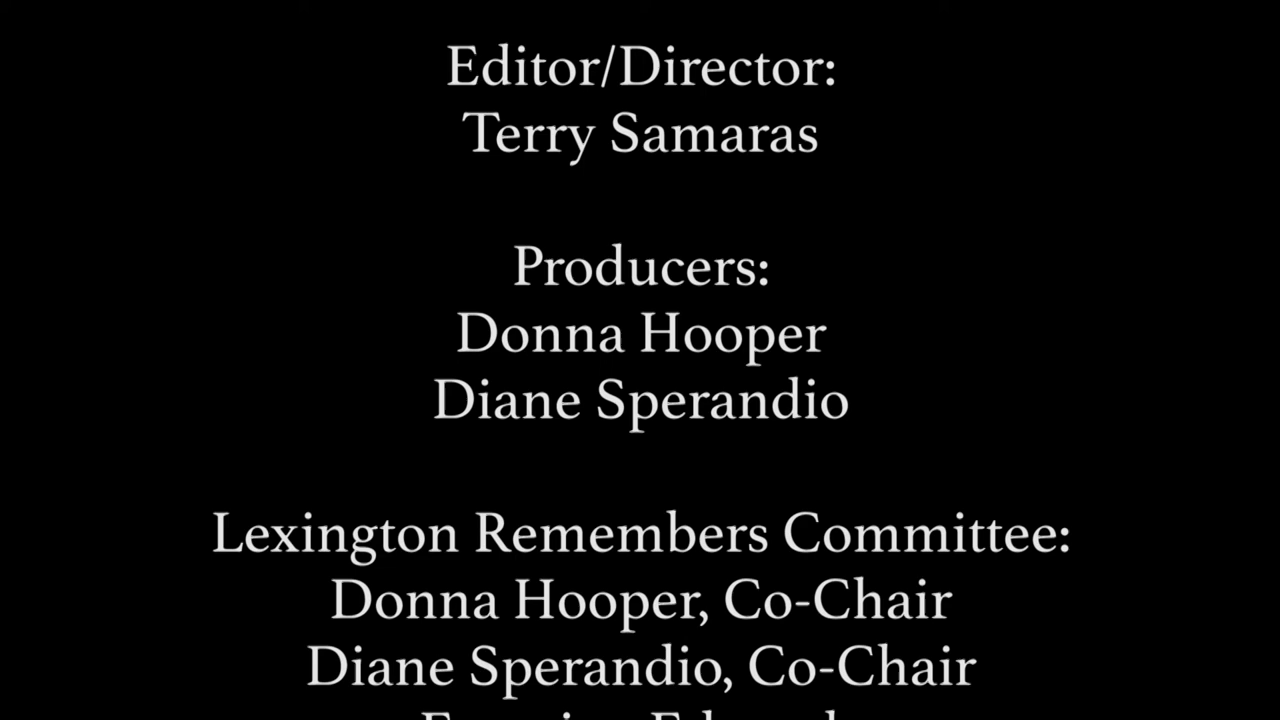 Editor/Director:
Terry Samaras
Producers:
Donna Hooper
Diane Sperandio
Lexington Remembers Committee:
Donna Hooper, Co-Chair
Diane Sperandio, Co-Chair